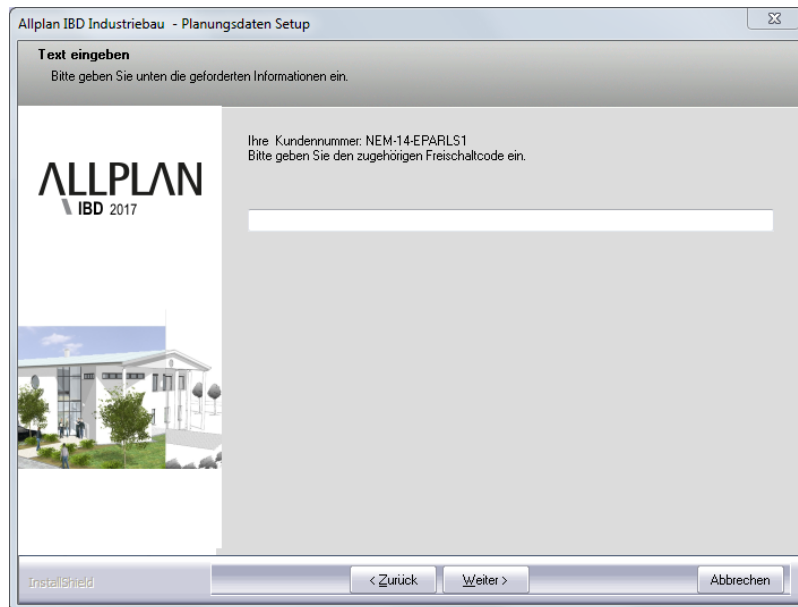 Allplan IBD Industriebau - Planungsdaten Setup
Text eingeben
Bitte geben Sie unten die geforderten Informationen ein.
ALLPLAN
IBD 2017
Ihre Kundennummer: NEM-14-EPARLS1
Bitte geben Sie den zugehörigen Freischaltcode ein.
InstallShield
< Zurück
Weiter >
Abbrechen